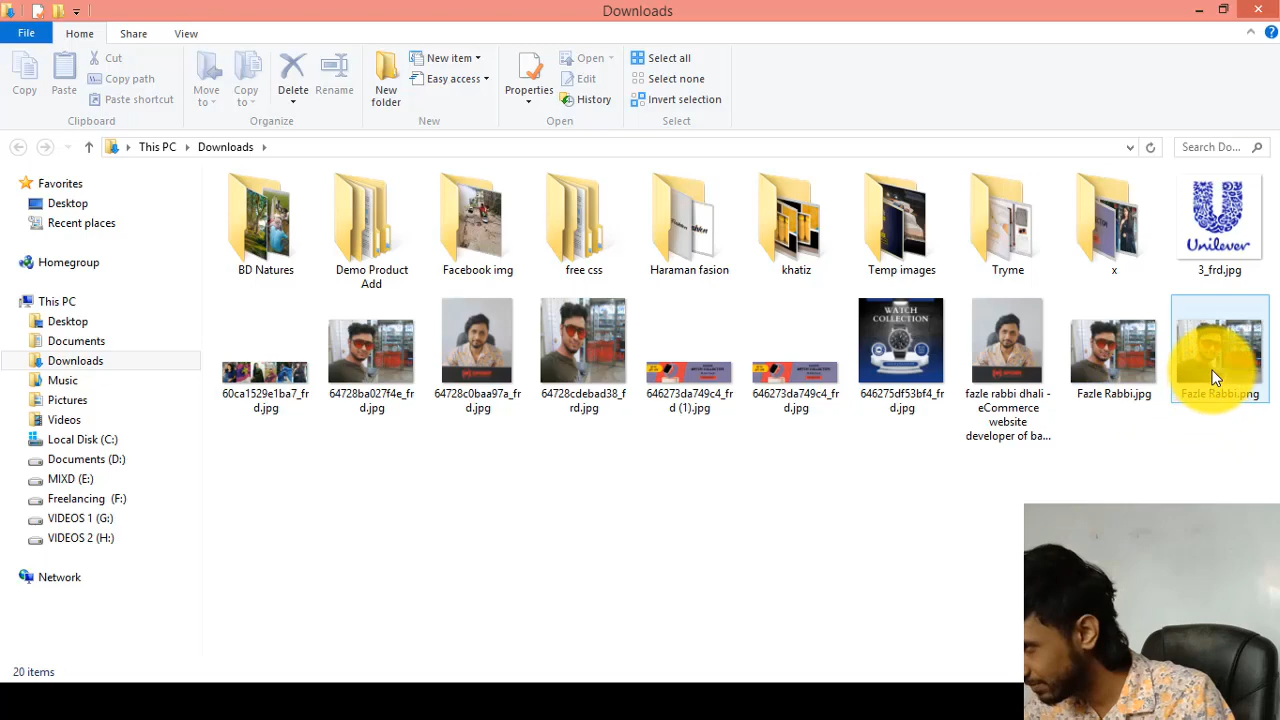 Downloads
File
Home
Share
View
Copy
Paste
Cut
Copy path
Paste shortcut
Clipboard
Move to
Copy to
Delete
Rename
Organize
New folder
New item
Easy access
New
Properties
Open
Edit
History
Open
Select all
Select none
Invert selection
Select
This PC
Downloads
Search Do...
Favorites
Desktop
Recent places
Homegroup
This PC
Desktop
Documents
Downloads
Music
Pictures
Videos
Local Disk (C:)
Documents (D:)
MIXD (E:)
Freelancing (F:)
VIDEOS 1 (G:)
VIDEOS 2 (H:)
Network
BD Natures
Demo Product
Add
Facebook img
free css
Haraman fasion
khatiz
Temp images
Tryme
x
Unilever
3_frd.jpg
60ca1529e1ba7_fr
d.jpg
64728ba027f4e_fr
d.jpg
64728c0baa97a_fr
d.jpg
64728cdebad38_f
rd.jpg
646273da749c4_fr
d (1).jpg
646273da749c4_fr
d.jpg
WATCH
COLLECTION
646275df53bf4_fr
d.jpg
fazle rabbi dhali -
eCommerce
website
developer of ba...
Fazle Rabbi.jpg
Fazle Rabbi.png
20 items